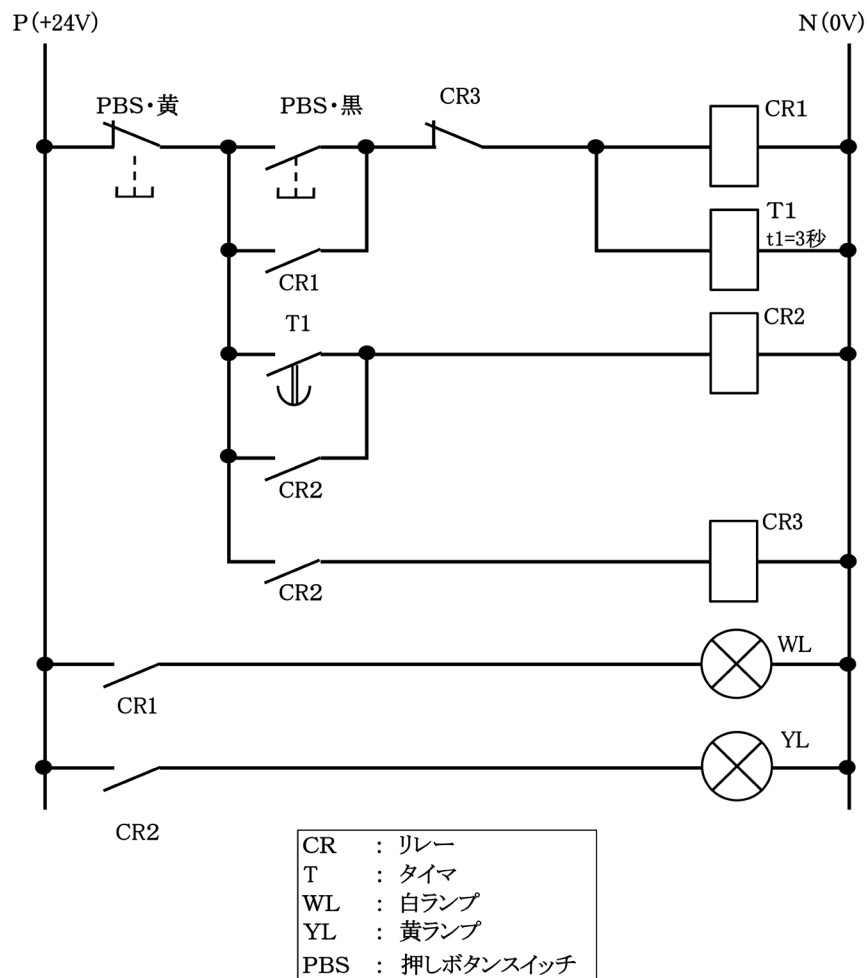 P(+24V) N(0V)
PBS・黄 PBS・黒 CR3 CR1
T1
t1=3秒
CR1
T1 CR2
CR2
CR3
CR2
WL
CR1
YL
CR2
CR : リレー
T : タイマ
WL : 白ランプ
YL : 黄ランプ
PBS : 押しボタンスイッチ